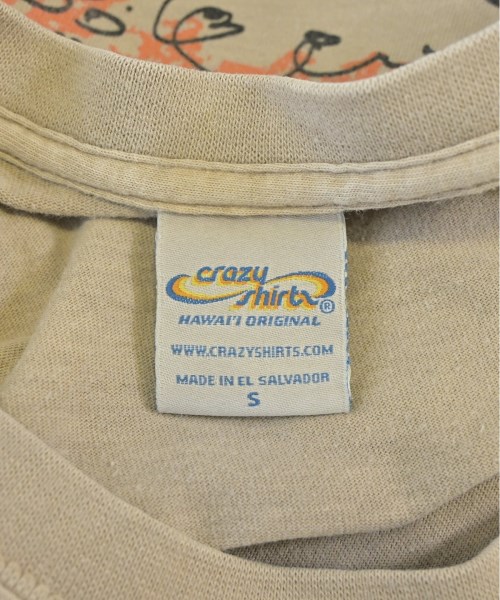 crazy
shirts®
HAWAI'I ORIGINAL
WWW.CRAZYSHIRTS.COM
MADE IN EL SALVADOR
S